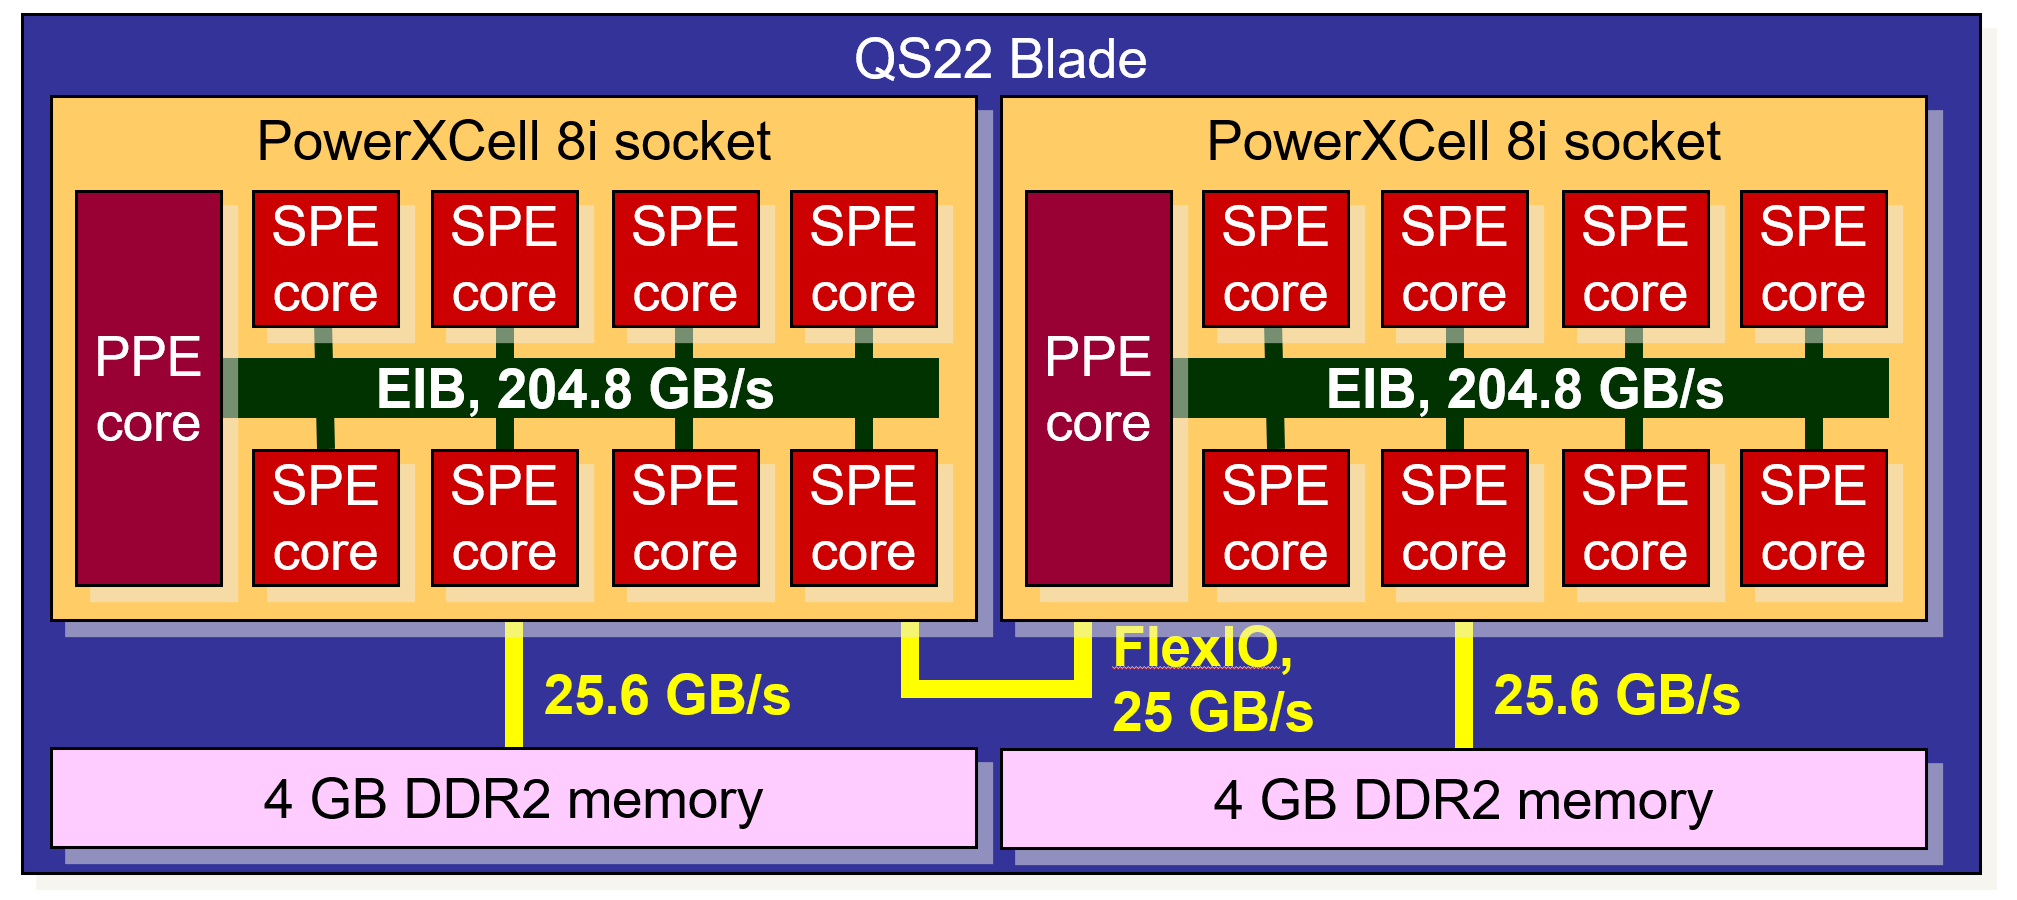 QS22 Blade
PowerXCell 8i socket
PPE
core
SPE
core
SPE
core
SPE
core
SPE
core
EIB, 204.8 GB/s
SPE
core
SPE
core
SPE
core
SPE
core
25.6 GB/s
4 GB DDR2 memory
FlexIO,
25 GB/s
PowerXCell 8i socket
PPE
core
SPE
core
SPE
core
SPE
core
SPE
core
EIB, 204.8 GB/s
SPE
core
SPE
core
SPE
core
SPE
core
25.6 GB/s
4 GB DDR2 memory